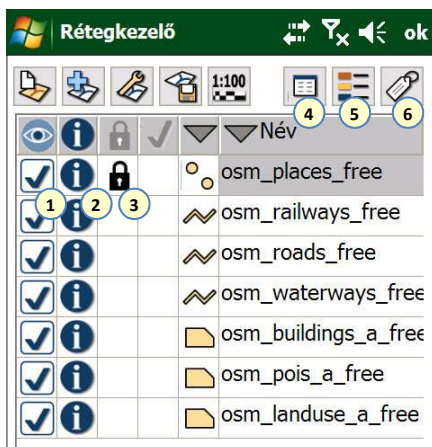 Rétegkezelő ok
1:100
4 5 6
Név
osm_places_free
1 2 3
osm_railways_free
osm_roads_free
osm_waterways_free
osm_buildings_a_free
osm_pois_a_free
osm_landuse_a_free